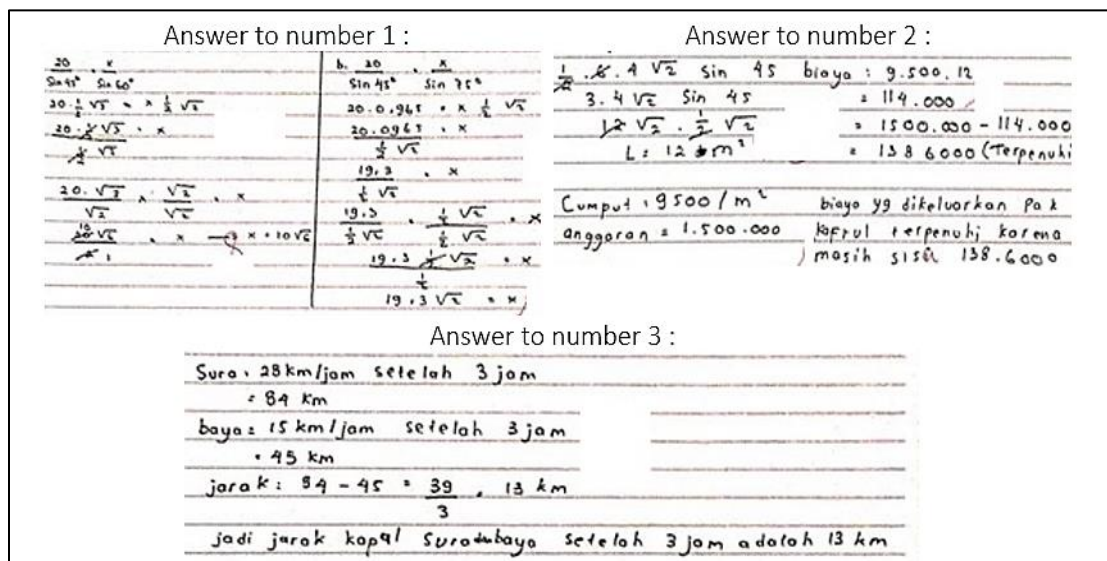 Answer to number 1 :
20/Sin 45° = x/Sin 60°
20 . 1/2 √3 = x 1/2 √2
20 . 1/2 √3 / 1/2 √2 = x
20 . √3 / √2 × √2 / √2 = x
= x → x = 10 √6
b. 20/Sin 45° = x/Sin 75°
20 . 0,965 = x 1/2 √2
20 . 0965 / 1/2 √2 = x
19,3 / 1/2 √2 = x
19,3 / 1/2 √2 . 1/2 √2 / 1/2 √2 = x
19,3 1/2 √2 / 1/2 = x
19,3 √2 = x
Answer to number 2 :
1/2 . 6 . 4 √2 Sin 45
3 . 4 √2 Sin 45
12 √2 . 1/2 √2
L = 12 m²
biaya : 9.500. 12
= 114.000
= 1500.000 - 114.000
= 138 6000 (Terpenuhi
Cumput : 9500 / m²
anggaran = 1.500.000
biaya yg dikeluarkan Pak
terpenuhi karena
masih sisa 138.6000
Answer to number 3 :
Sura : 28 km/jam setelah 3 jam
= 84 km
baya = 15 km/jam setelah 3 jam
= 45 km
jarak : 84 - 45 = 39/3 = 13 km
jadi jarak kapal setelah 3 jam adalah 13 km